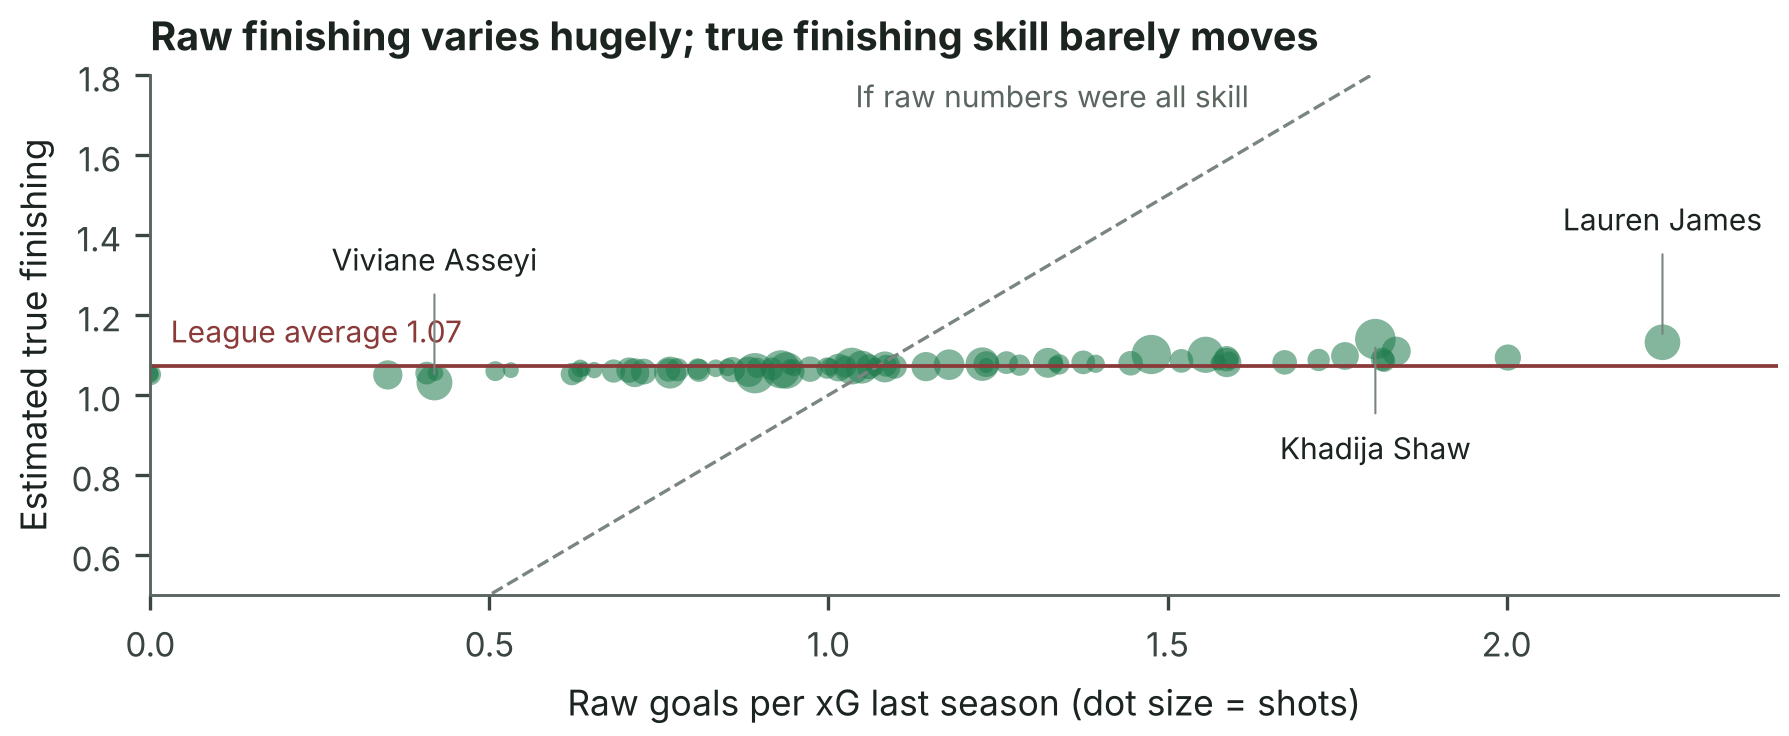 Raw finishing varies hugely; true finishing skill barely moves
1.8
1.6
1.4
1.2
1.0
0.8
0.6
Estimated true finishing
If raw numbers were all skill
Lauren James
Viviane Asseyi
League average 1.07
Khadija Shaw
0.0
0.5
1.0
1.5
2.0
Raw goals per xG last season (dot size = shots)